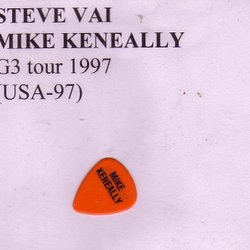 STEVE VAI
MIKE KENEALLY
G3 tour 1997
(USA-97)
MIKE
KENEALLY